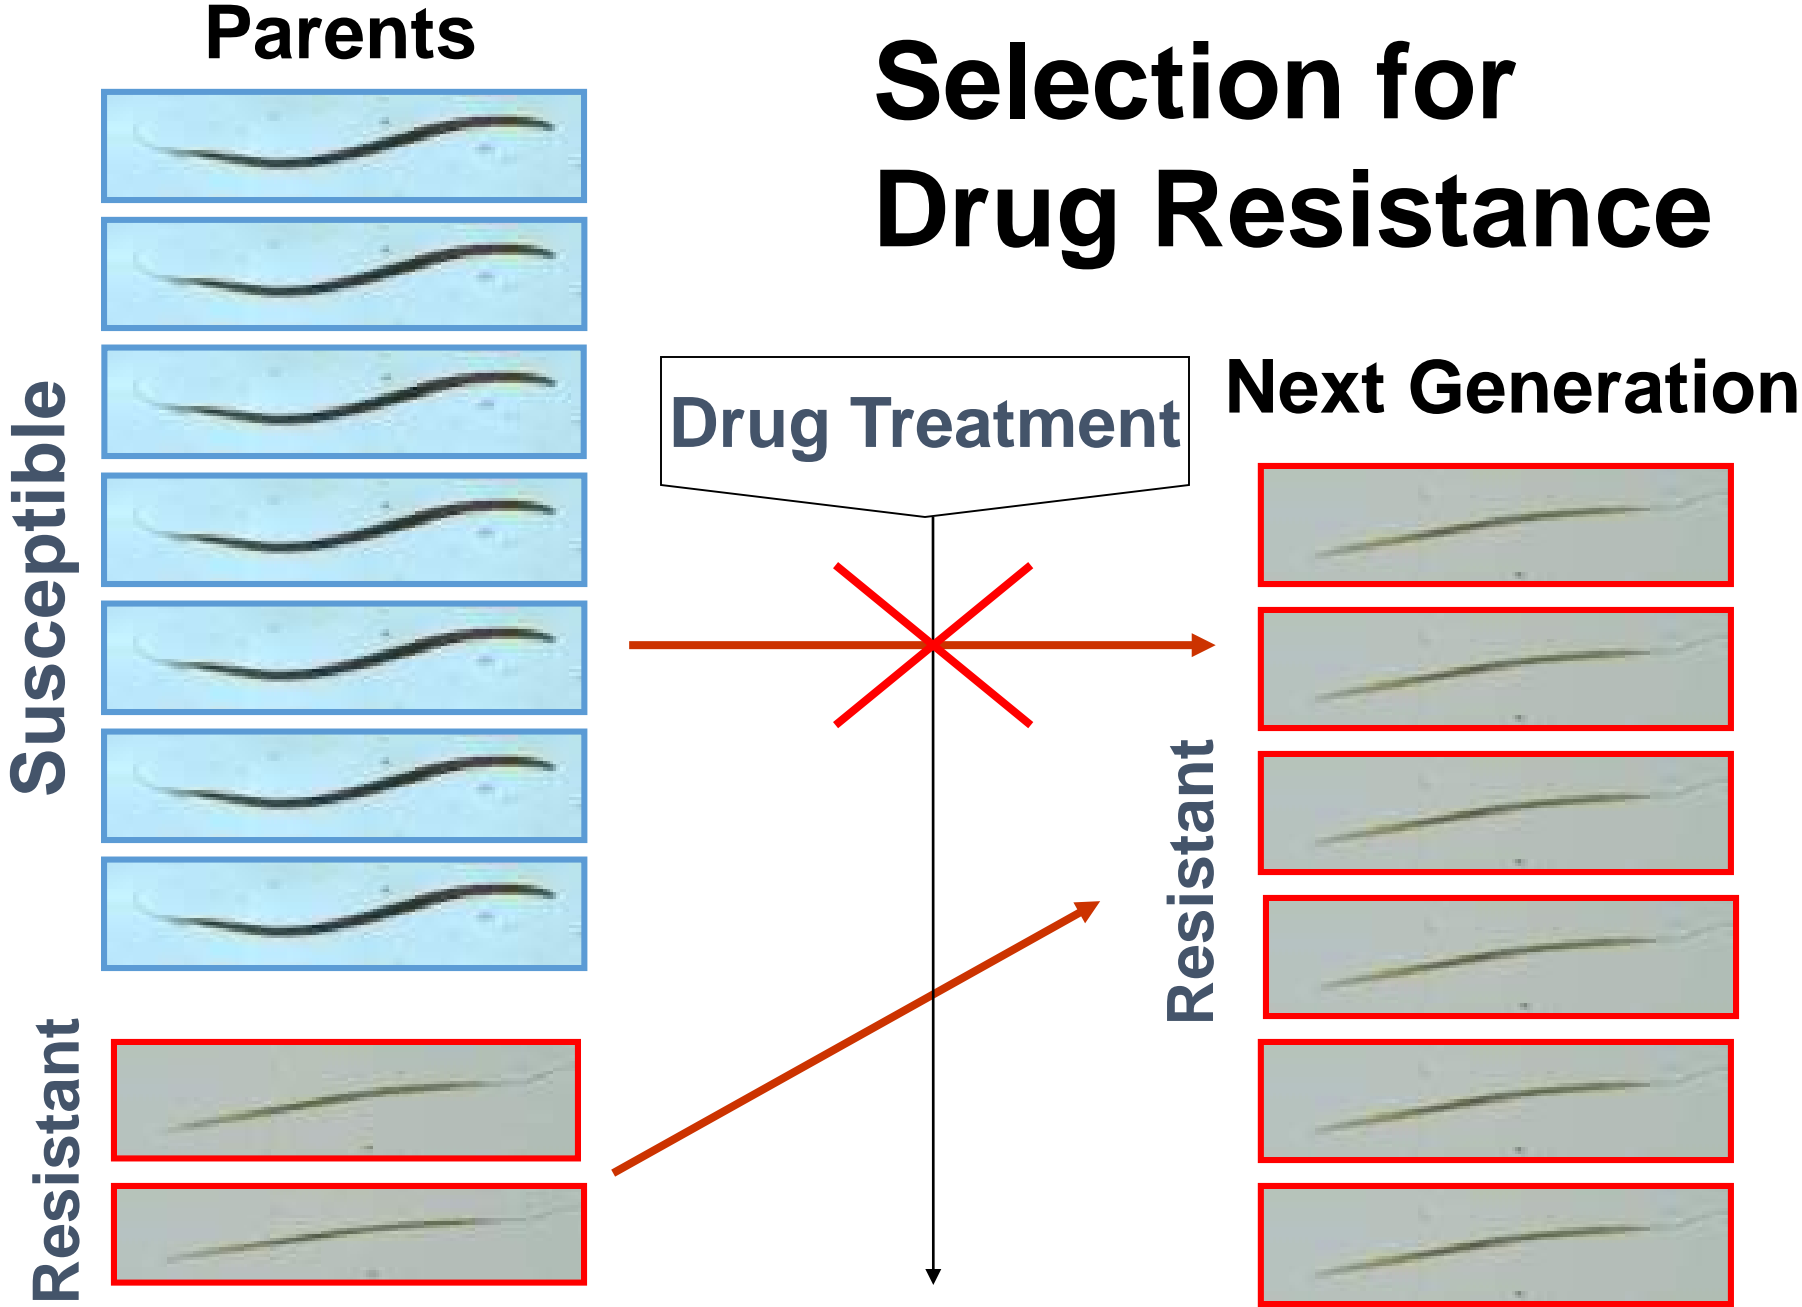 Parents
Selection for
Drug Resistance
Susceptible
Drug Treatment
Next Generation
Resistant
Resistant